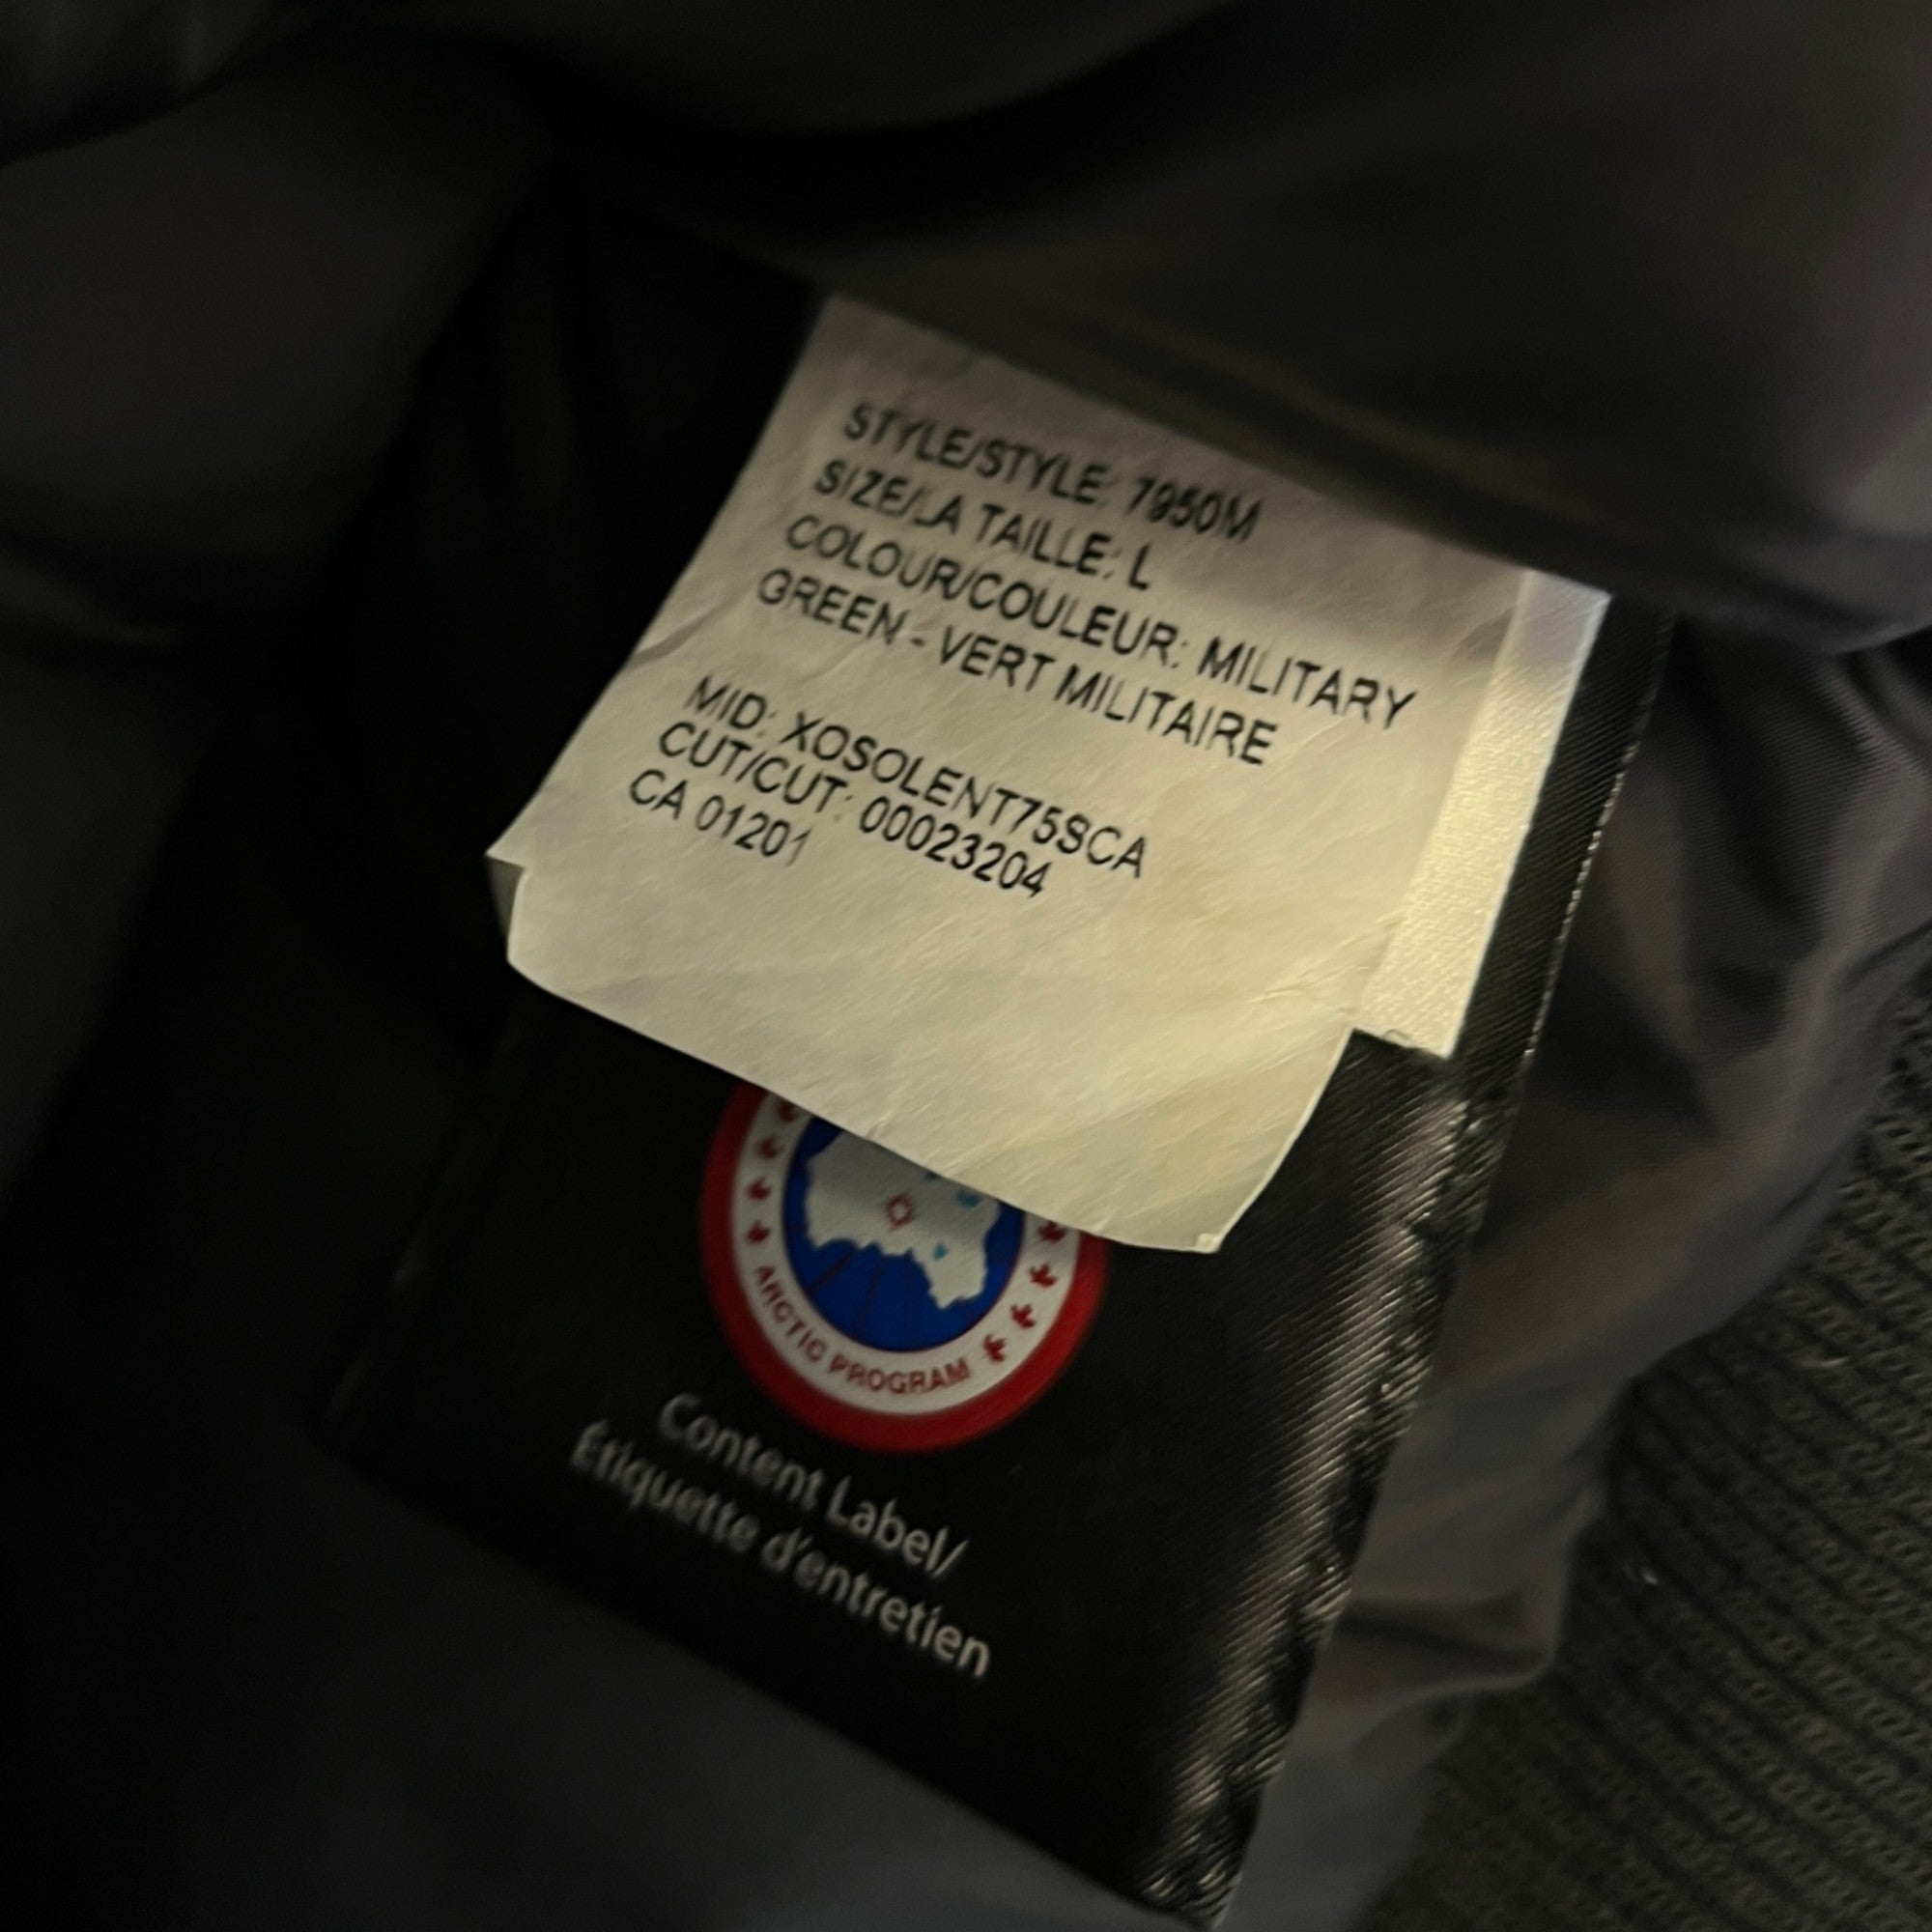 STYLE/STYLE: 7950M
SIZE/LA TAILLE: L
COLOUR/COULEUR: MILITARY
GREEN - VERT MILITAIRE
MID: XOSOLENT75SCA
CUT/CUT: 00023204
CA 01201
ARCTIC PROGRAM
Content Label/
Étiquette d'entretien